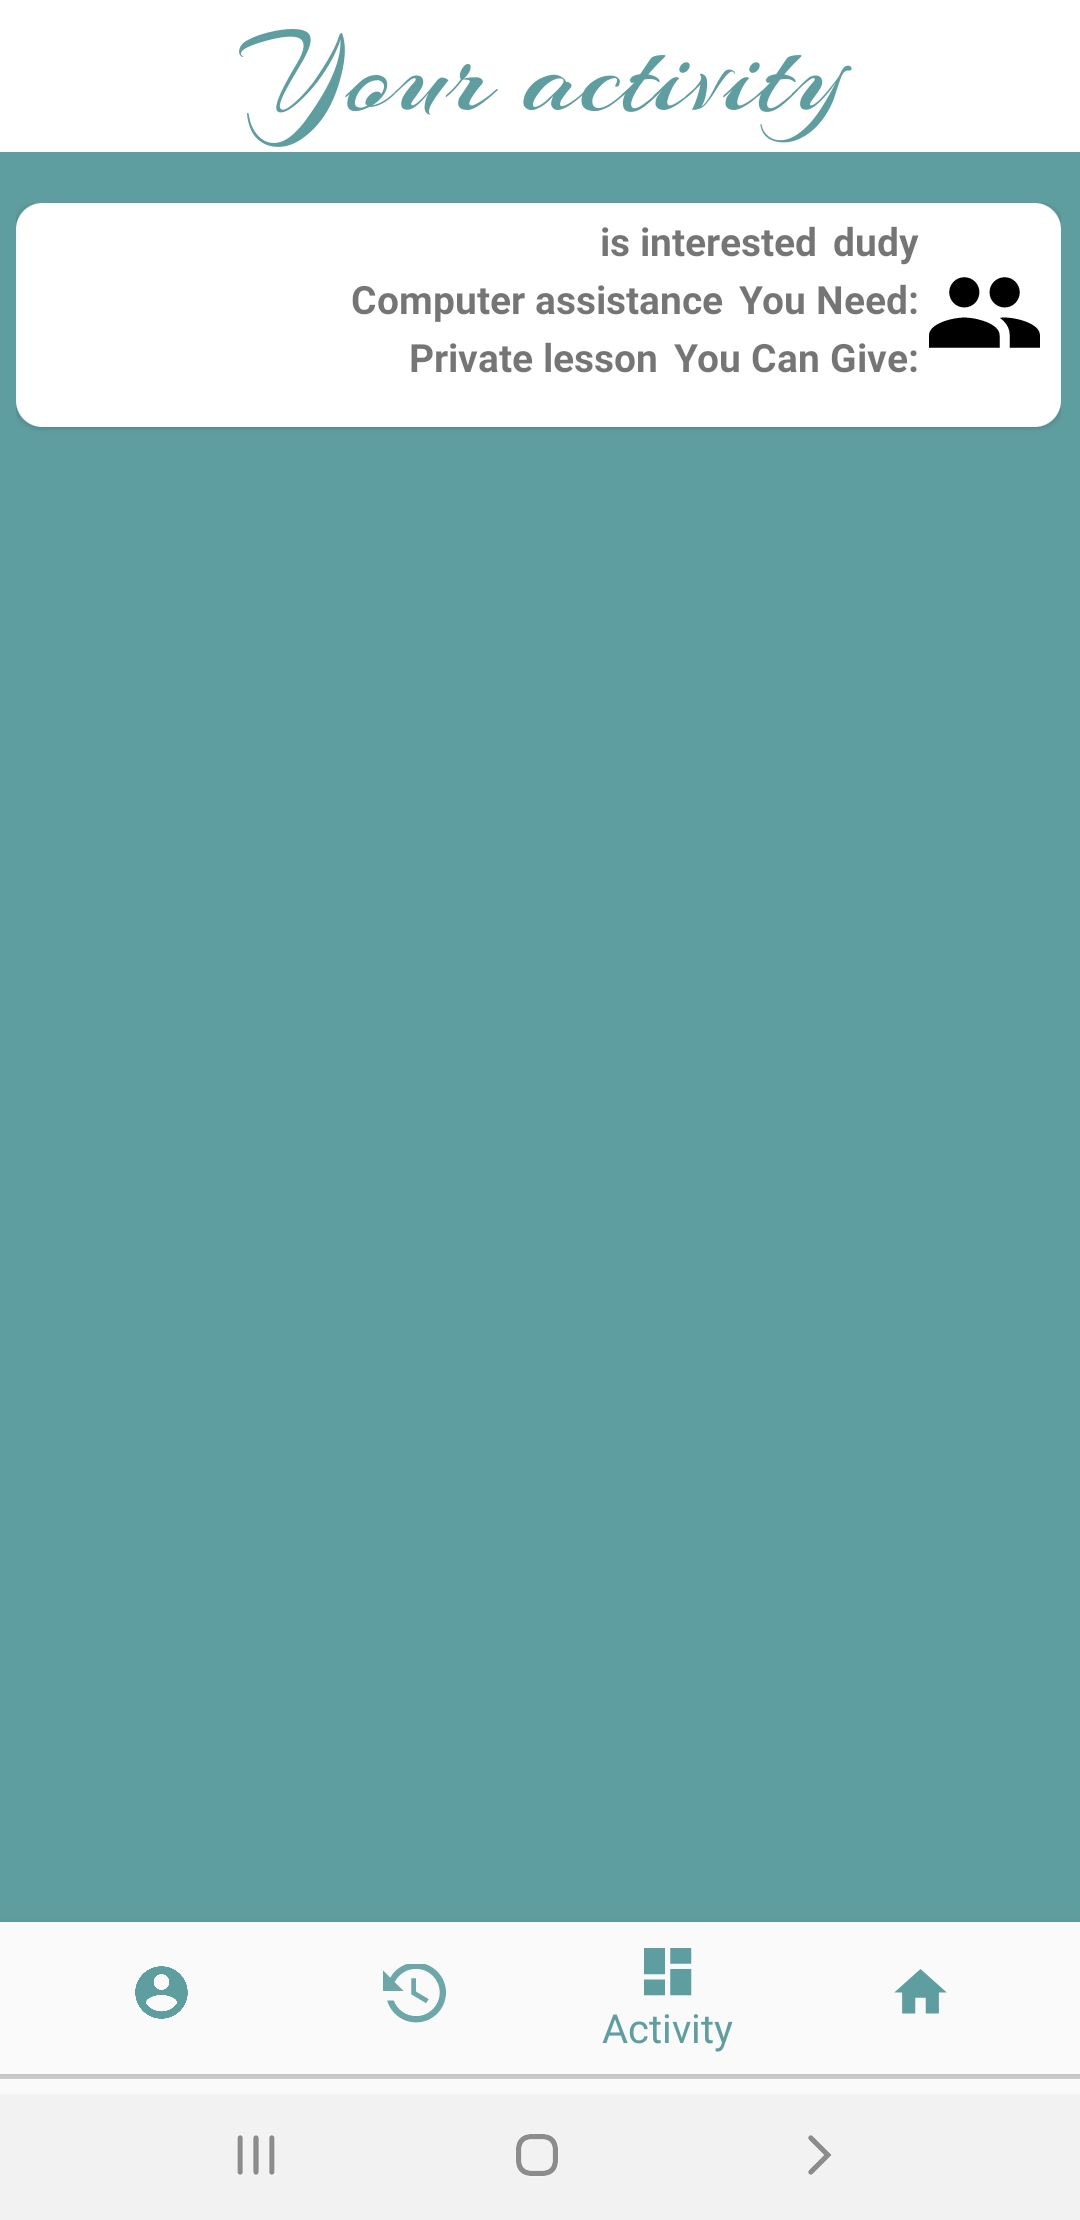 Your activity
is interested dudy
Computer assistance You Need:
Private lesson You Can Give:
Activity